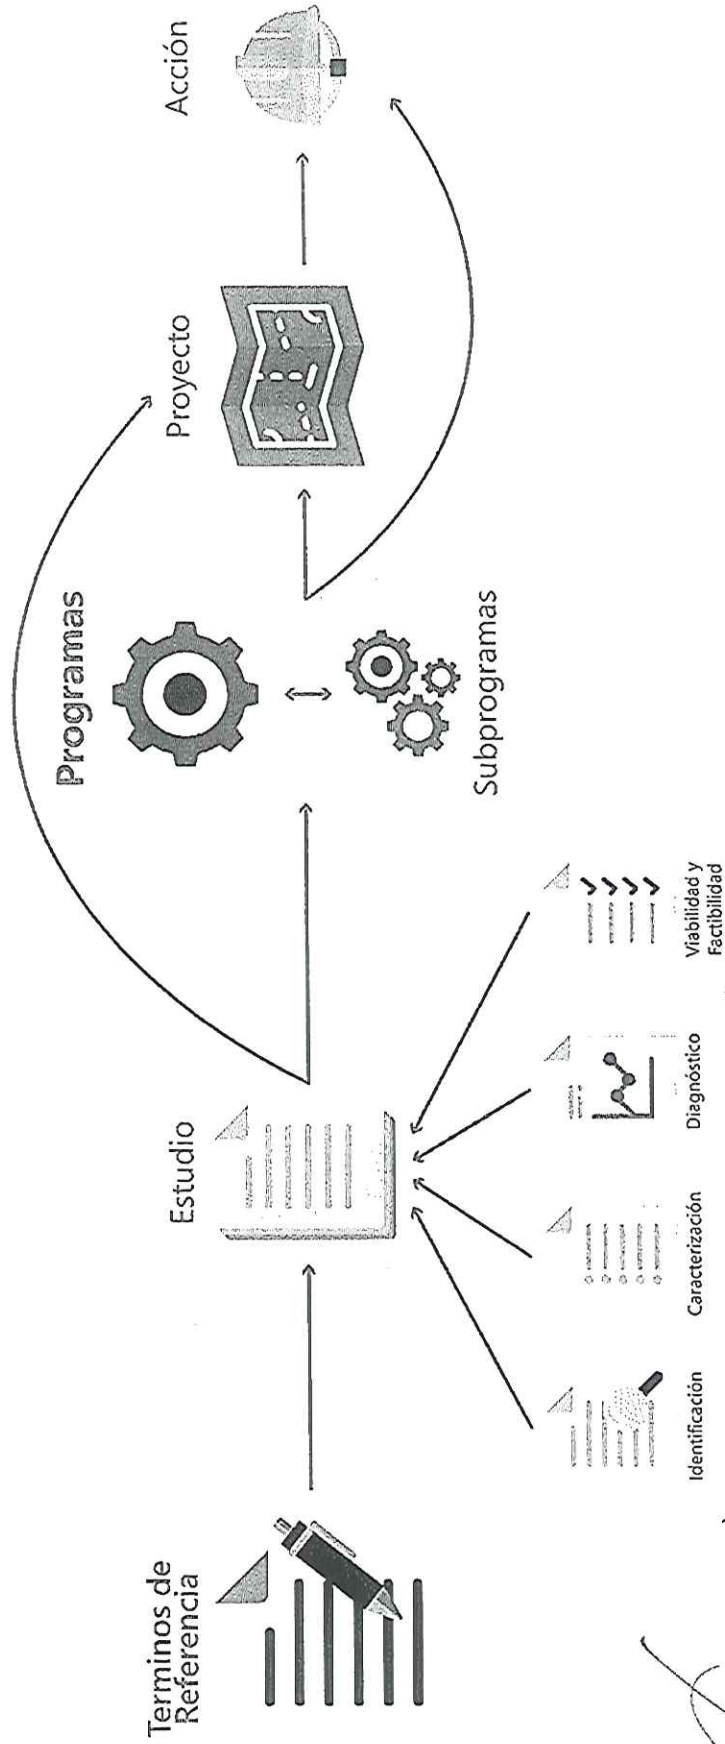 Terminos de
Referencia
Estudio
Programas
Subprogramas
Proyecto
Acción
Identificación
Caracterización
Diagnóstico
Viabilidad y
Factibilidad